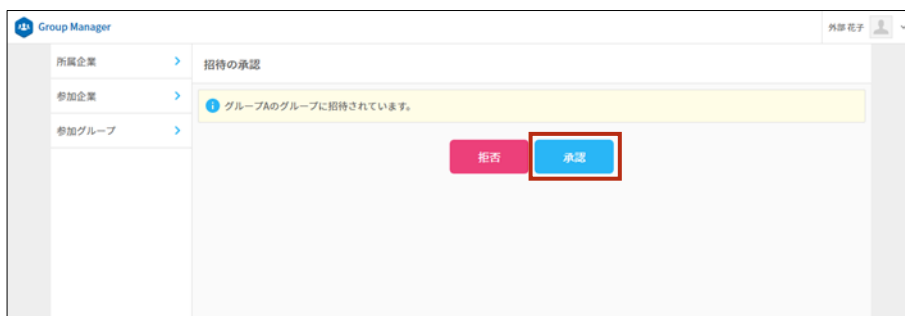 Group Manager
外部 花子
所属企業
参加企業
参加グループ
招待の承認
グループAのグループに招待されています。
拒否
承認